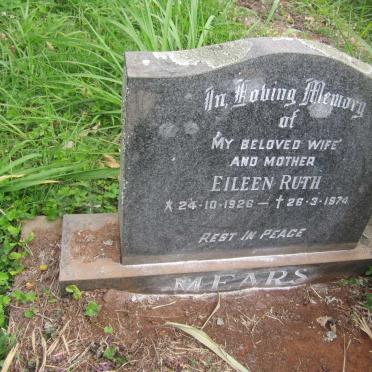 In Loving Memory
of
MY BELOVED WIFE
AND MOTHER
EILEEN RUTH
* 24-10-1926 — † 26-3-1974
REST IN PEACE
MEARS